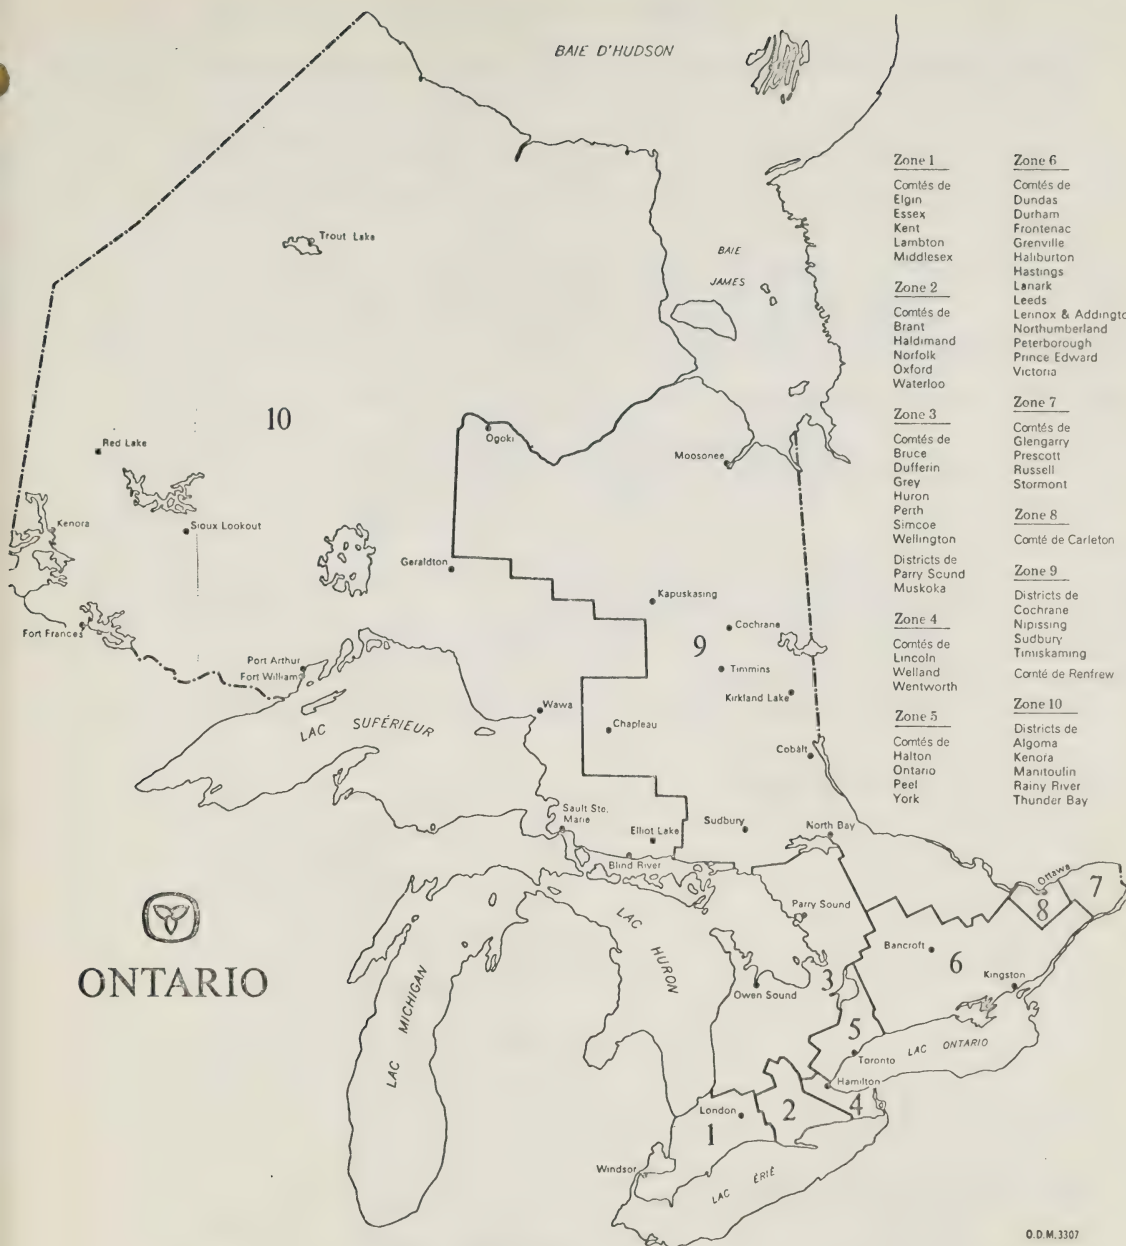 BAIE D'HUDSON
Trout Lake
BAIE
JAMES
10
Red Lake
Ogoki
Moosonee
Kenora
Sioux Lookout
Geraldton
Kapuskasing
Fort Frances
9
Cochrane
Port Arthur
Fort William
Timmins
Kirkland Lake
Wawa
LAC SUPÉRIEUR
Chapleau
Cobalt
Sault Ste.
Marie
Elliot Lake
Sudbury
North Bay
Blind River
Ottawa
7
8
Parry Sound
LAC HURON
Bancroft
6
ONTARIO
LAC MICHIGAN
Owen Sound
3
Kingston
5
Toronto
LAC ONTARIO
Hamilton
London
2
4
1
Windsor
LAC ÉRIÉ
Zone 1
Comtés de
Elgin
Essex
Kent
Lambton
Middlesex
Zone 2
Comtés de
Brant
Haldimand
Norfolk
Oxford
Waterloo
Zone 3
Comtés de
Bruce
Dufferin
Grey
Huron
Perth
Simcoe
Wellington
Districts de
Parry Sound
Muskoka
Zone 4
Comtés de
Lincoln
Welland
Wentworth
Zone 5
Comtés de
Halton
Ontario
Peel
York
Zone 6
Comtés de
Dundas
Durham
Frontenac
Grenville
Haliburton
Hastings
Lanark
Leeds
Lennox & Addingto
Northumberland
Peterborough
Prince Edward
Victoria
Zone 7
Comtés de
Glengarry
Prescott
Russell
Stormont
Zone 8
Comté de Carleton
Zone 9
Districts de
Cochrane
Nipissing
Sudbury
Timiskaming
Comté de Renfrew
Zone 10
Districts de
Algoma
Kenora
Manitoulin
Rainy River
Thunder Bay
O.D.M. 3307